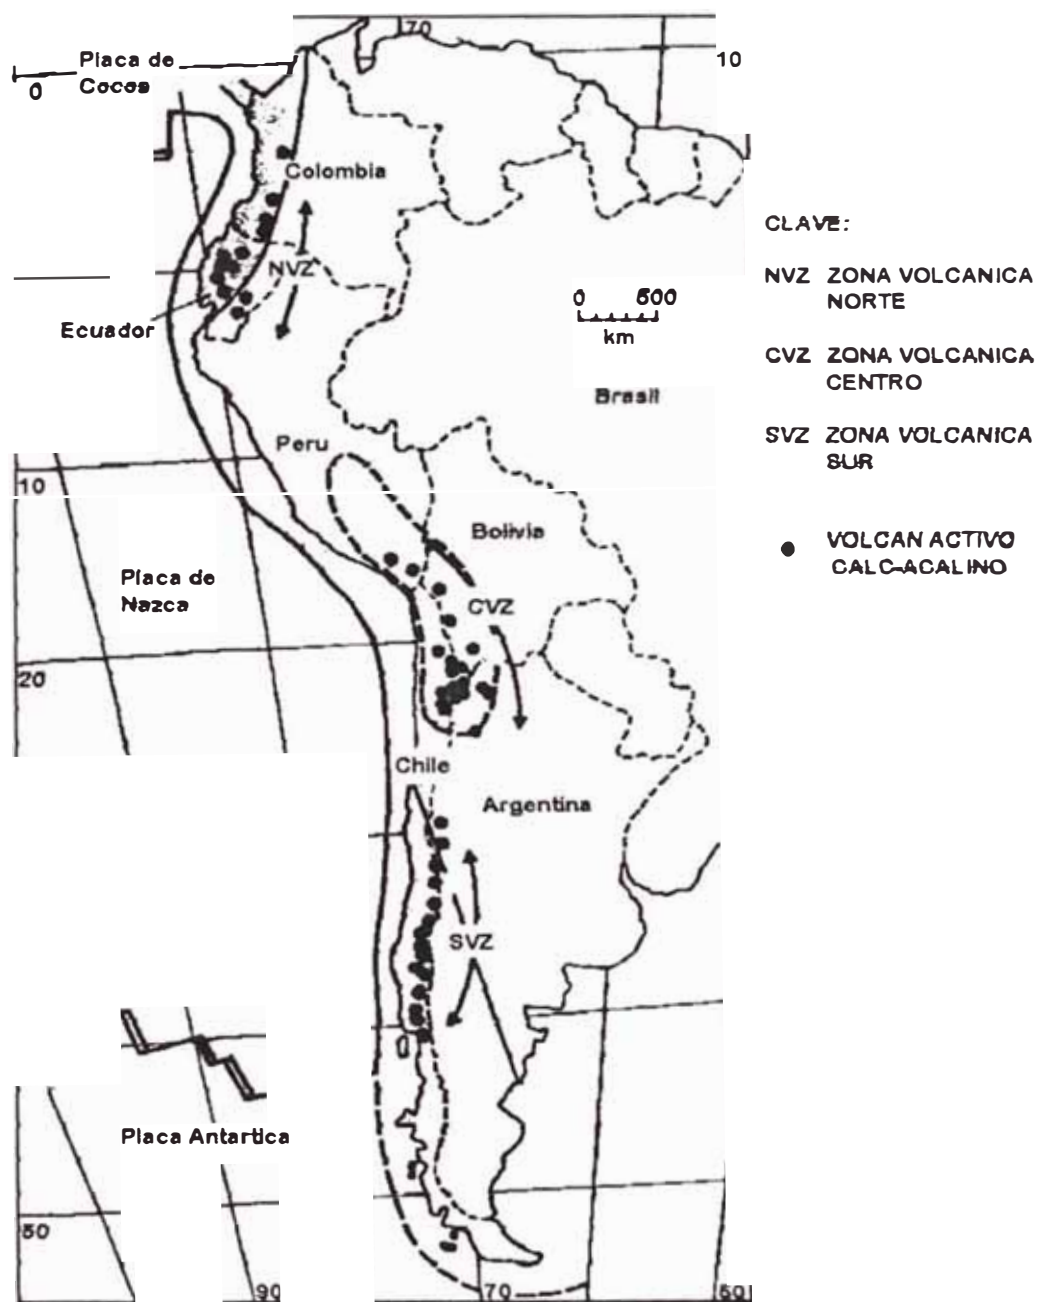 70
10
Placa de
Cocos
0
Colombia
CLAVE:
NVZ
NVZ ZONA VOLCANICA
NORTE
0 500
km
Ecuador
CVZ ZONA VOLCANICA
CENTRO
Brasil
Peru
SVZ ZONA VOLCANICA
SUR
10
Bolivia
VOLCAN ACTIVO
CALC-ACALINO
Placa de
Nazca
CVZ
20
Chile
Argentina
SVZ
Placa Antartica
50
90
70
50